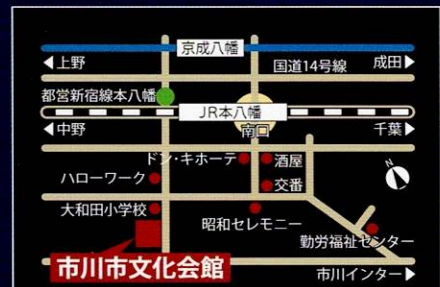 京成八幡
◀上野
国道14号線
成田▶
都営新宿線本八幡
JR本八幡
◀中野
南口
千葉▶
ドン・キホーテ
酒屋
ハローワーク
交番
N
大和田小学校
昭和セレモニー
勤労福祉センター
市川市文化会館
市川インター▶